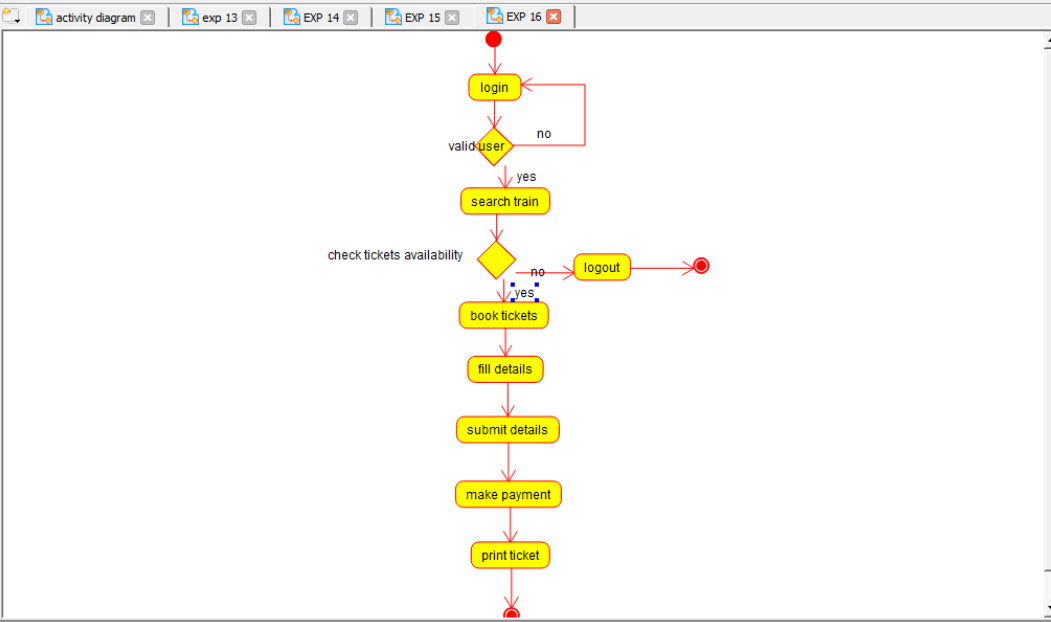 activity diagram
exp 13
EXP 14
EXP 15
EXP 16
login
no
valid user
yes
search train
check tickets availability
no
logout
yes
book tickets
fill details
submit details
make payment
print ticket